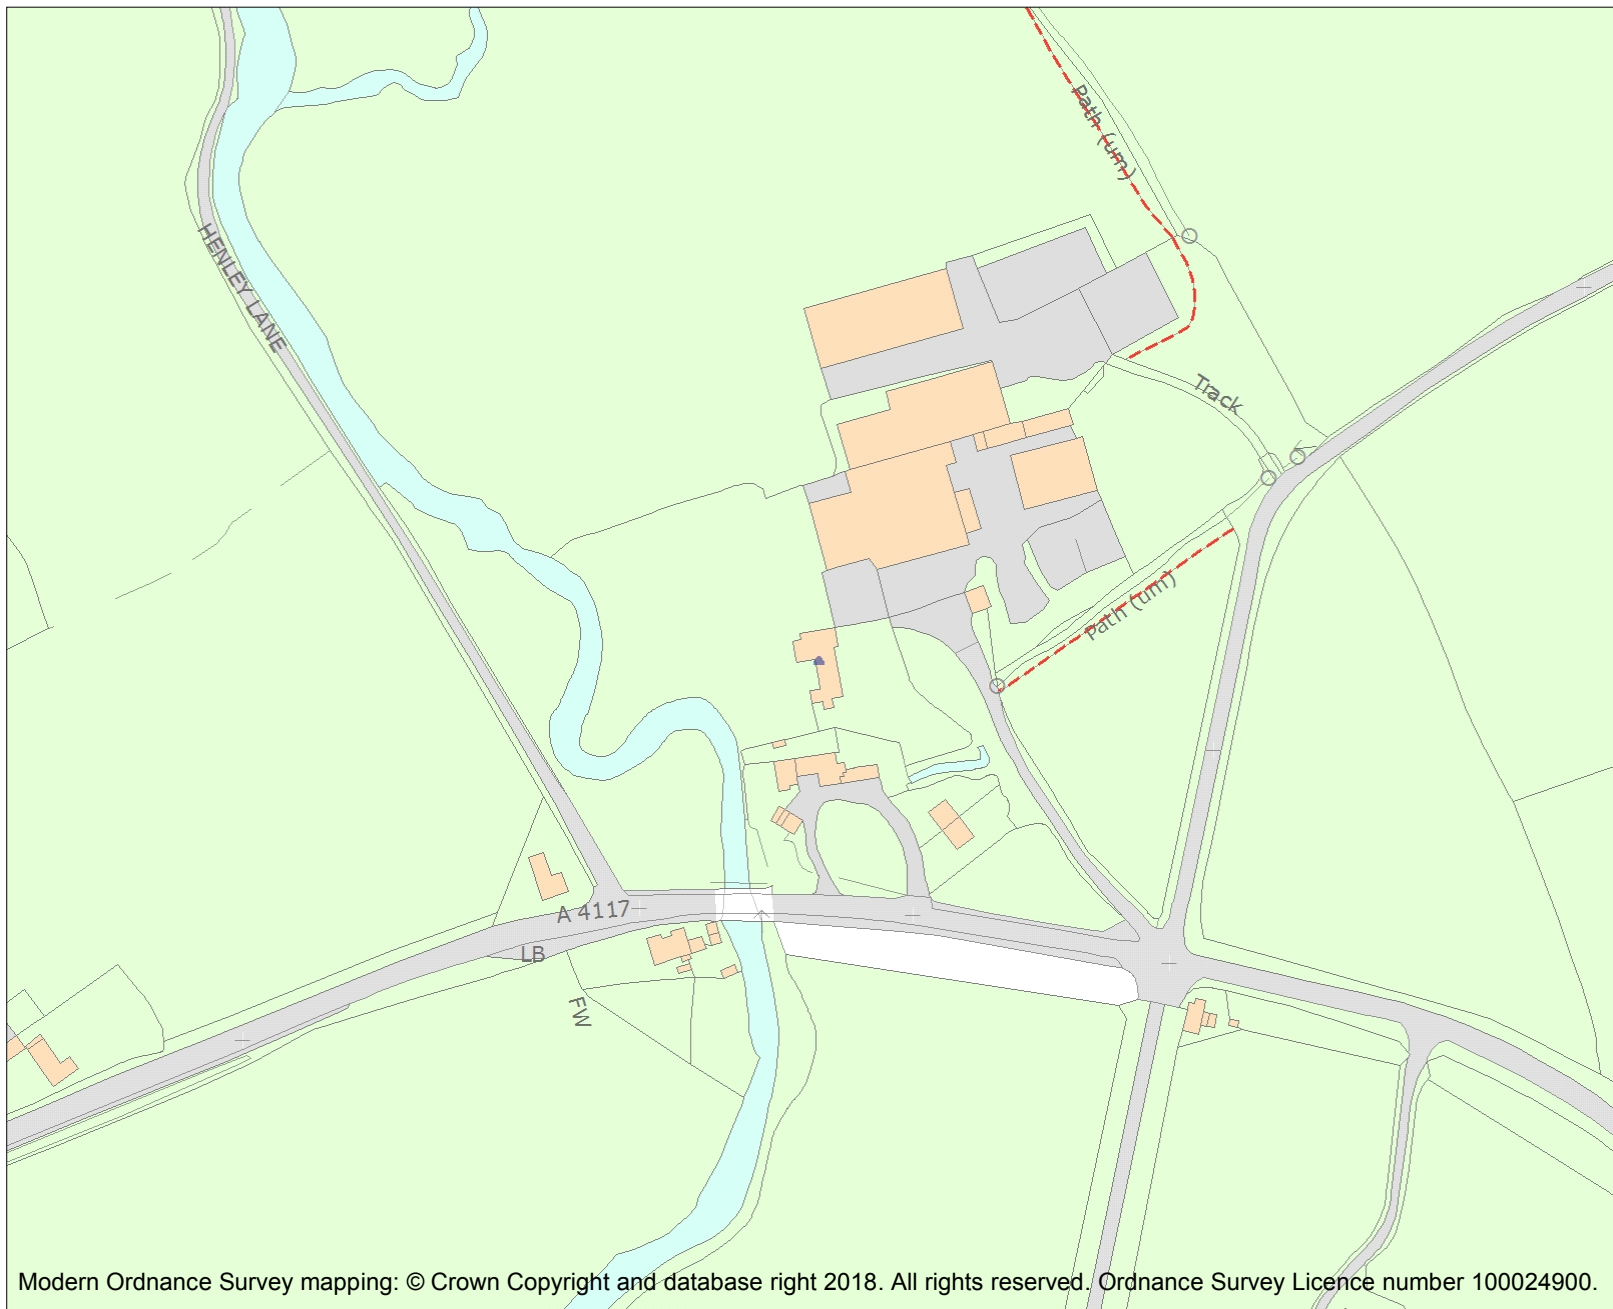 Path (um)
HENLEY LANE
Track
Path (um)
A 4117
LB
FW
Modern Ordnance Survey mapping: © Crown Copyright and database right 2018. All rights reserved. Ordnance Survey Licence number 100024900.